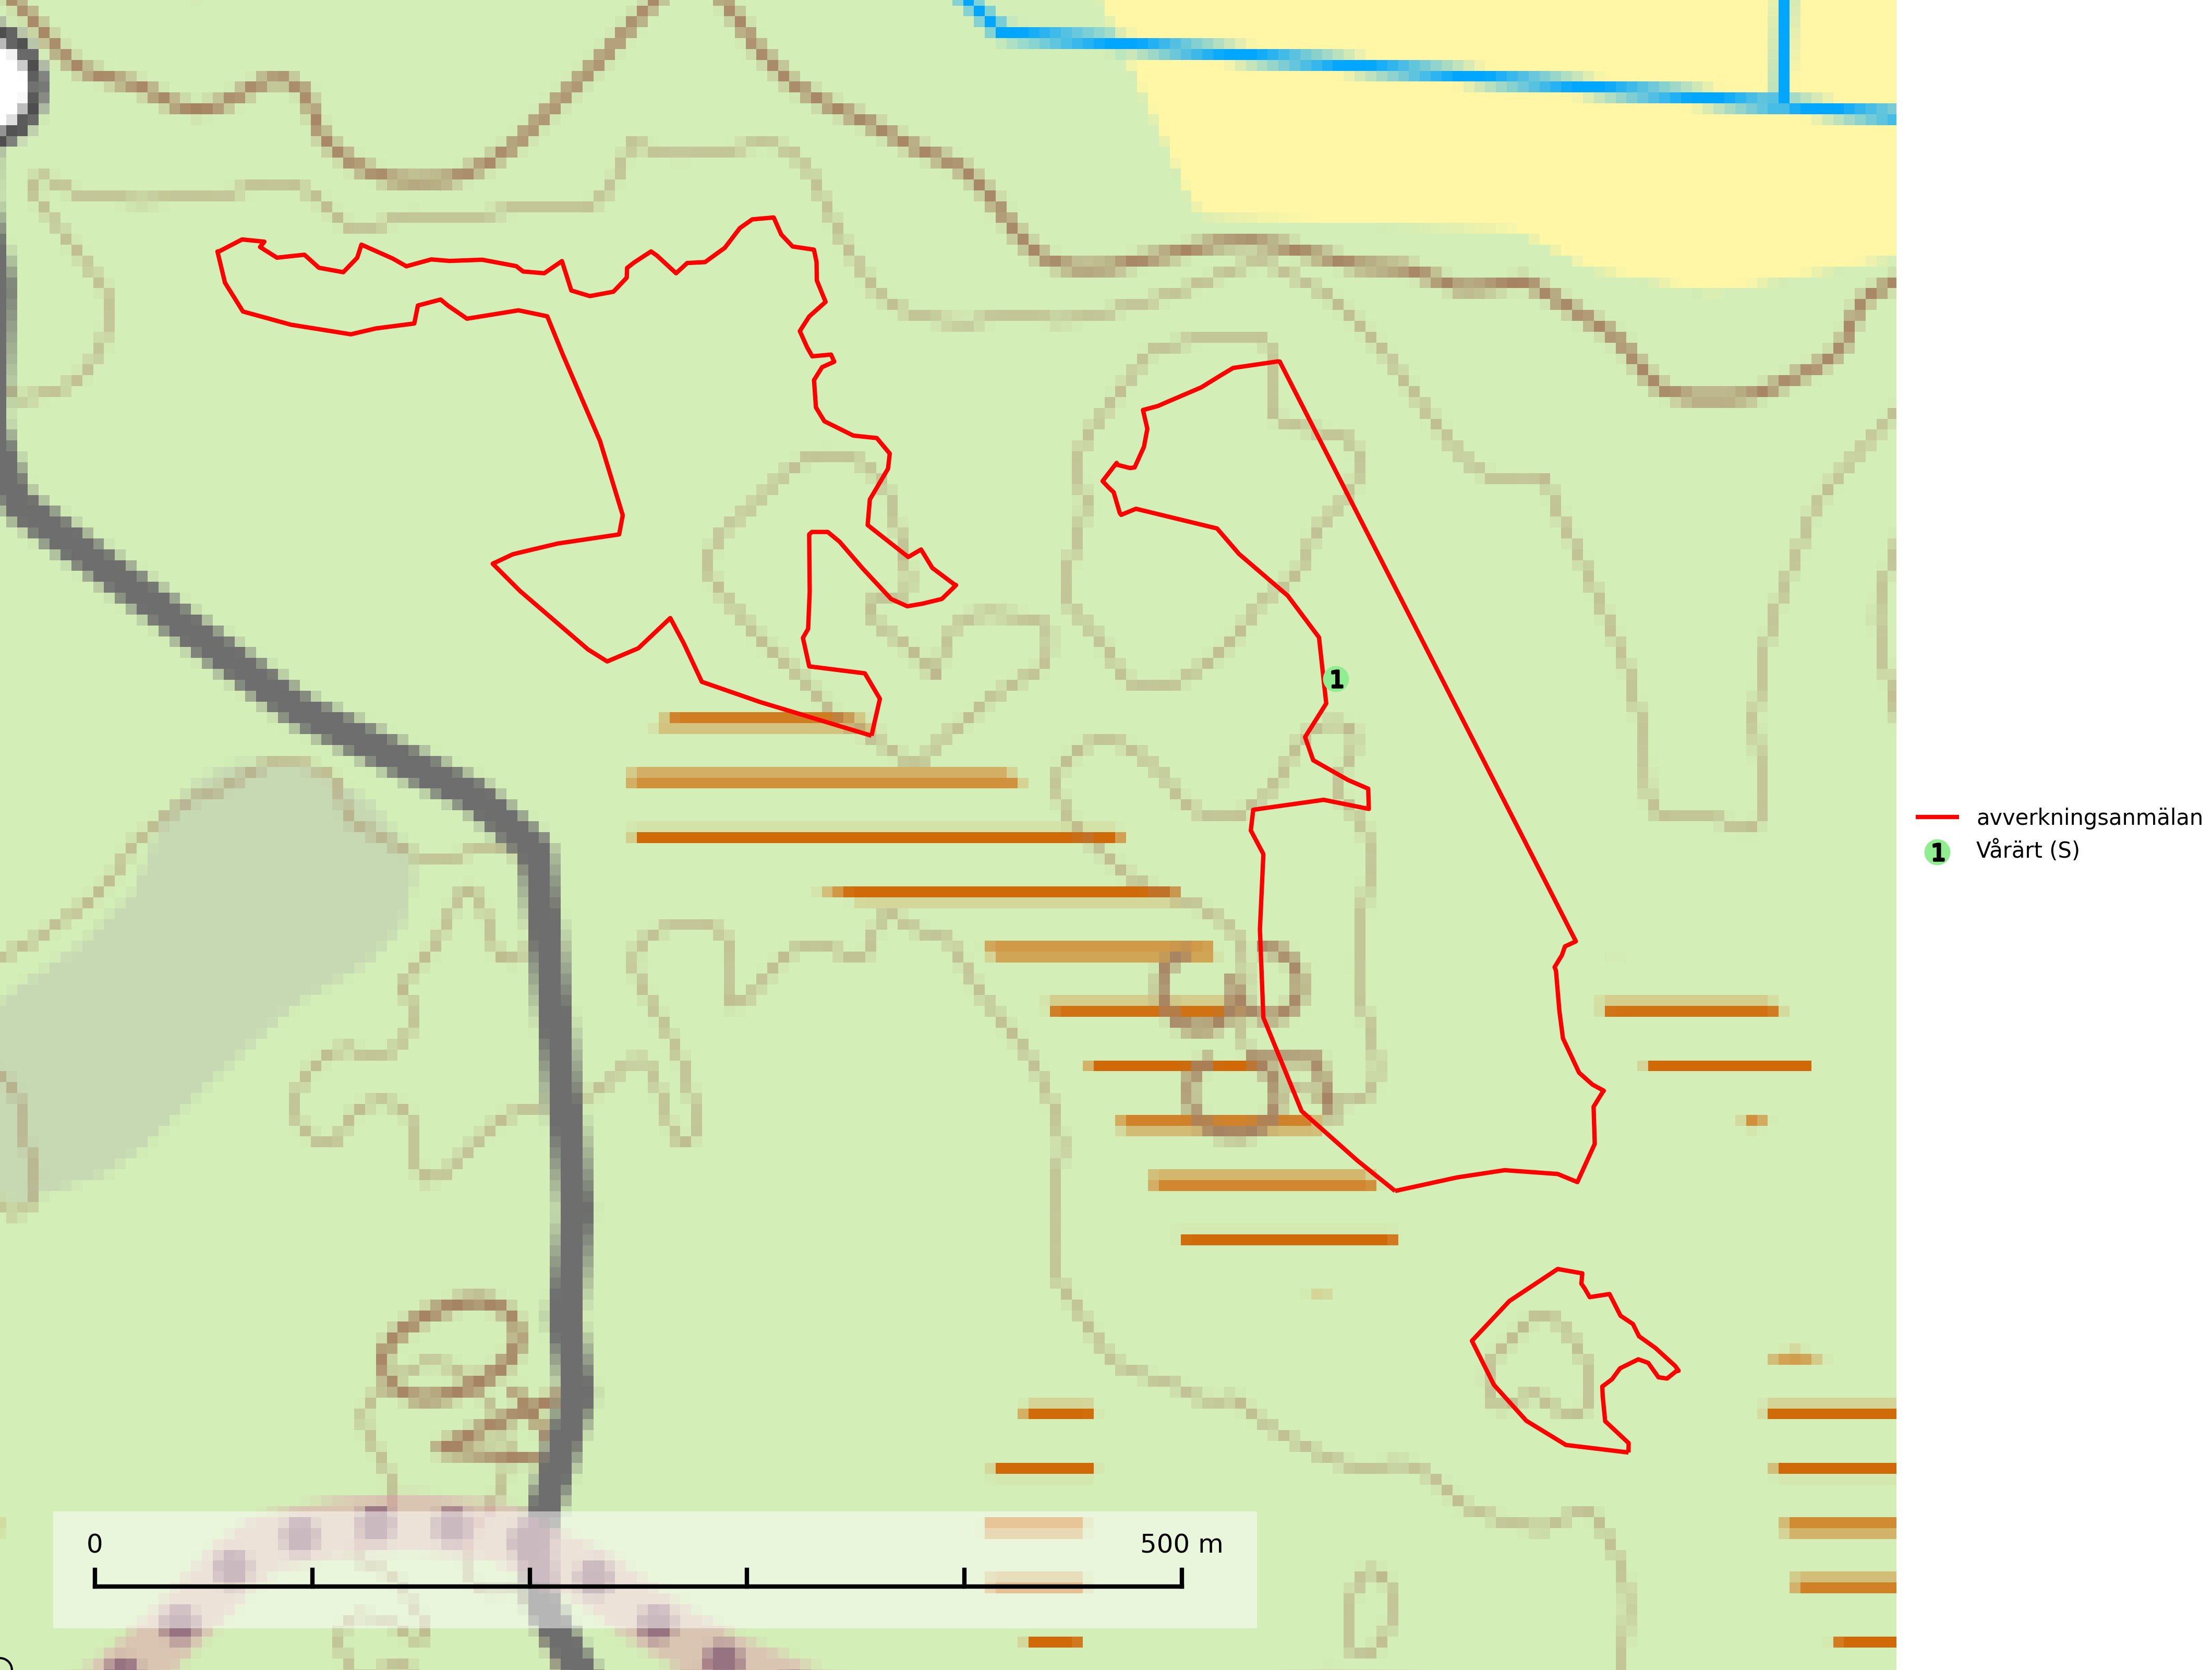 1
avverkningsanmälan
1 Vårärt (S)
0 500 m